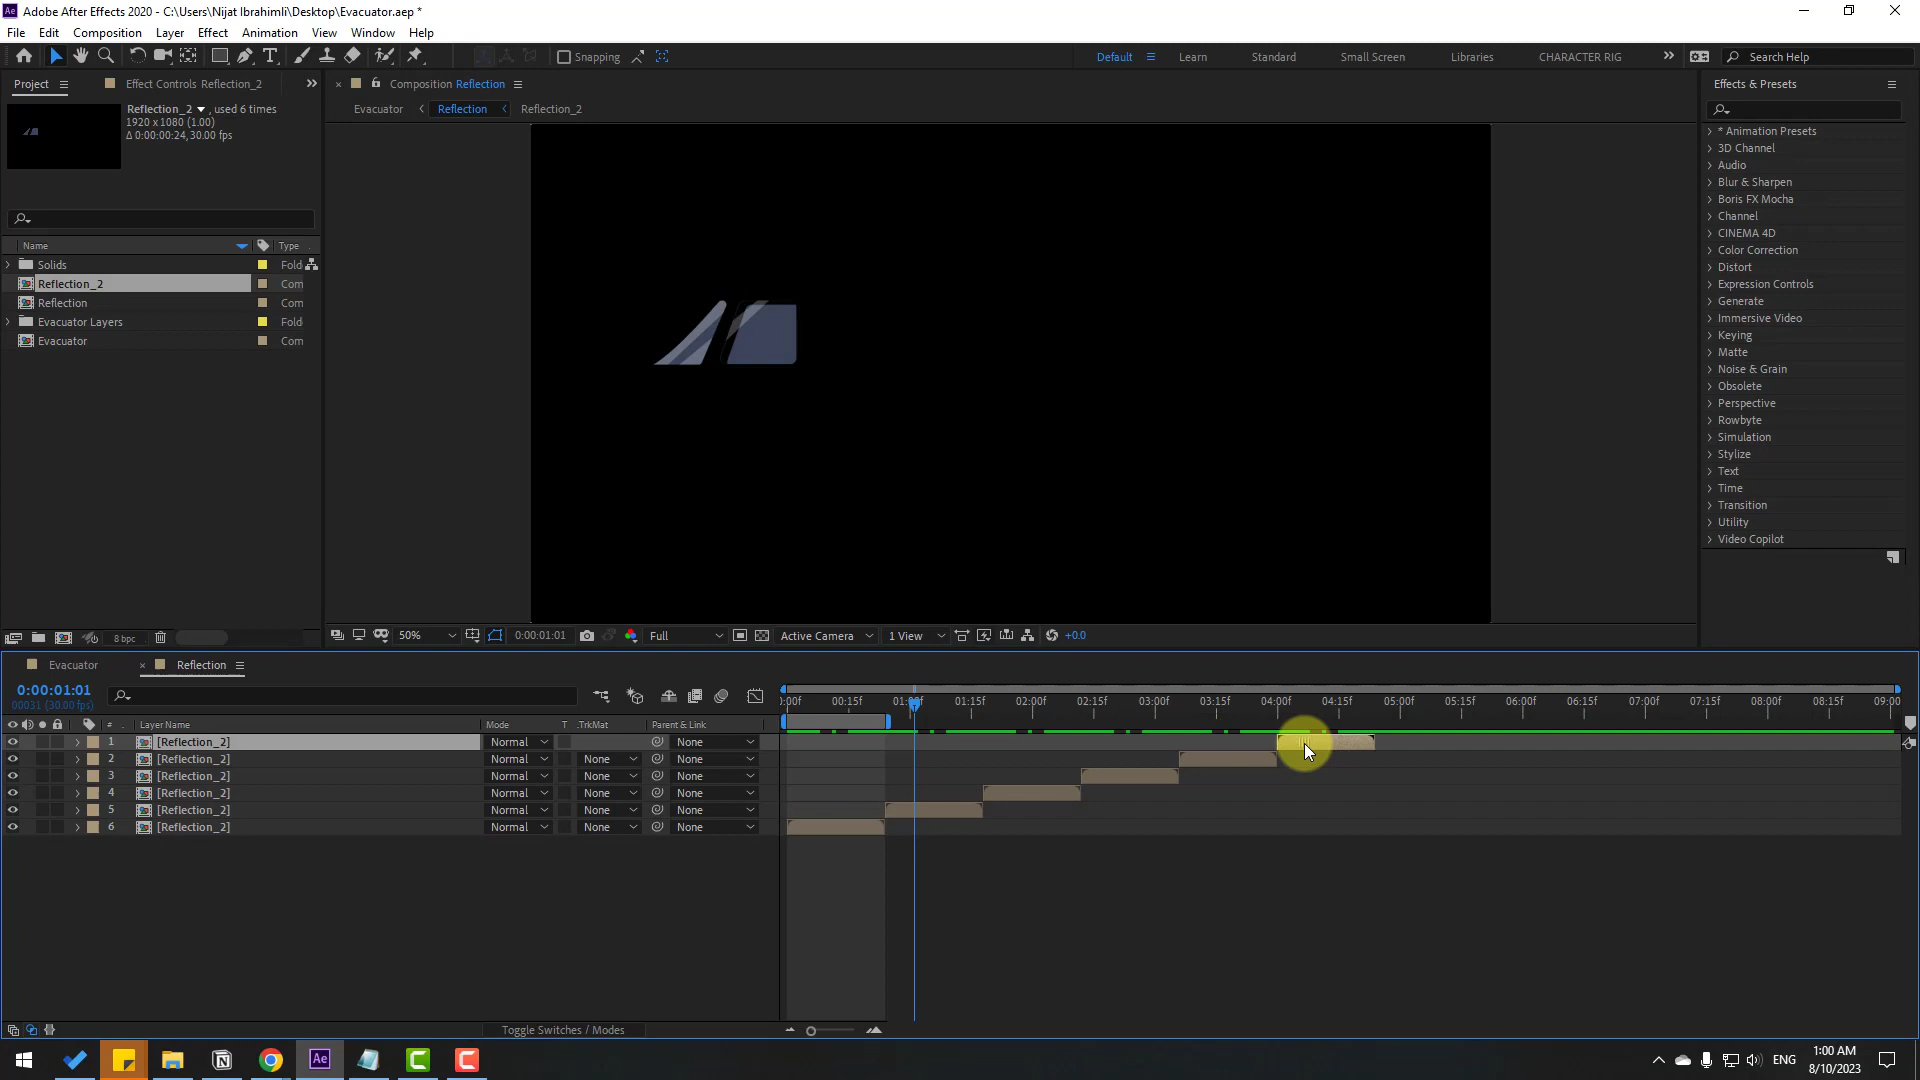 Adobe After Effects 2020 - C:\Users\Nijat Ibrahimli\Desktop\Evacuator.aep *
File Edit Composition Layer Effect Animation View Window Help
Snapping
Default Learn Standard Small Screen Libraries CHARACTER RIG Search Help
Project Effect Controls Reflection_2
Composition Reflection
Effects & Presets
Reflection_2 , used 6 times
1920 x 1080 (1.00)
Δ 0:00:00:24, 30.00 fps
Evacuator Reflection Reflection_2
Name Type
Solids Fold
Reflection_2 Com
Reflection Com
Evacuator Layers Fold
Evacuator Com
8 bpc
* Animation Presets
3D Channel
Audio
Blur & Sharpen
Boris FX Mocha
Channel
CINEMA 4D
Color Correction
Distort
Expression Controls
Generate
Immersive Video
Keying
Matte
Noise & Grain
Obsolete
Perspective
Rowbyte
Simulation
Stylize
Text
Time
Transition
Utility
Video Copilot
50% 0:00:01:01 Full Active Camera 1 View +0.0
Evacuator Reflection
0:00:01:01
00031 (30.00 fps)
:00f 00:15f 01:00f 01:15f 02:00f 02:15f 03:00f 03:15f 04:00f 04:15f 05:00f 05:15f 06:00f 06:15f 07:00f 07:15f 08:00f 08:15f 09:00
# Layer Name Mode T .TrkMat Parent & Link
1 [Reflection_2] Normal None
2 [Reflection_2] Normal None None
3 [Reflection_2] Normal None None
4 [Reflection_2] Normal None None
5 [Reflection_2] Normal None None
6 [Reflection_2] Normal None None
Toggle Switches / Modes
ENG
1:00 AM
8/10/2023